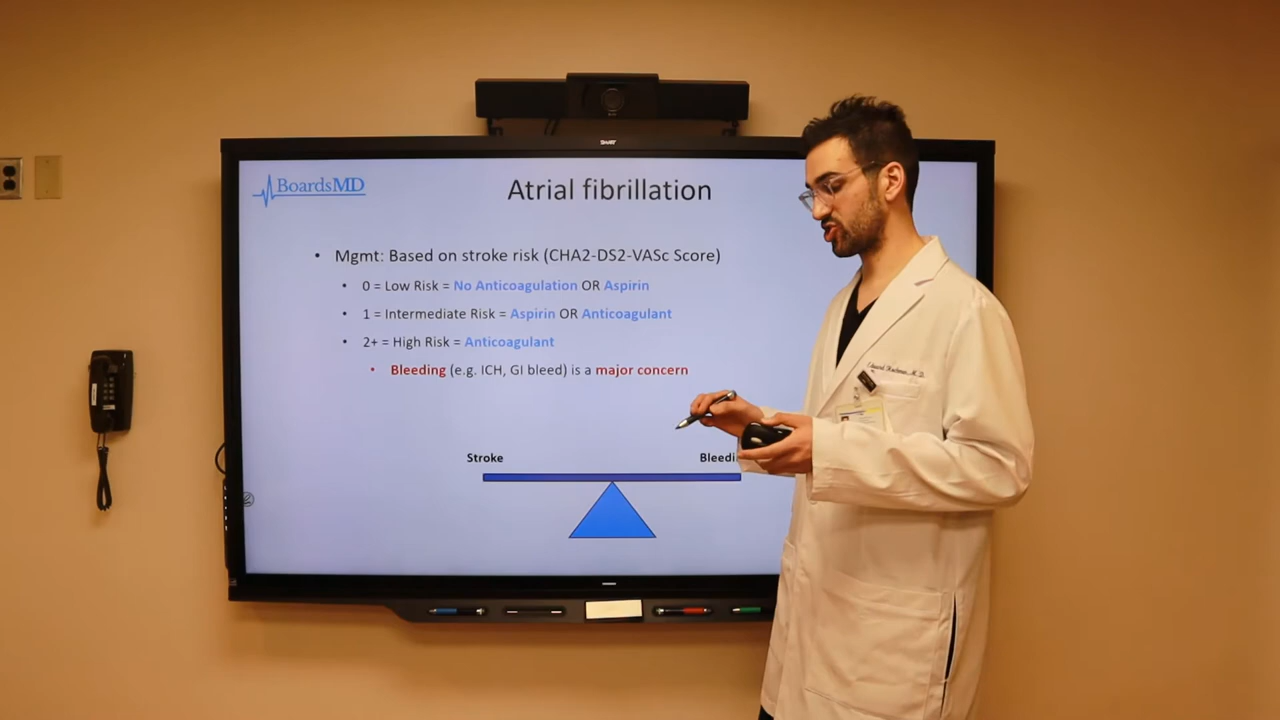 SMART
BoardsMD
Atrial fibrillation
• Mgmt: Based on stroke risk (CHA2-DS2-VASc Score)
• 0 = Low Risk = No Anticoagulation OR Aspirin
• 1 = Intermediate Risk = Aspirin OR Anticoagulant
• 2+ = High Risk = Anticoagulant
• Bleeding (e.g. ICH, GI bleed) is a major concern
Stroke
M.D.